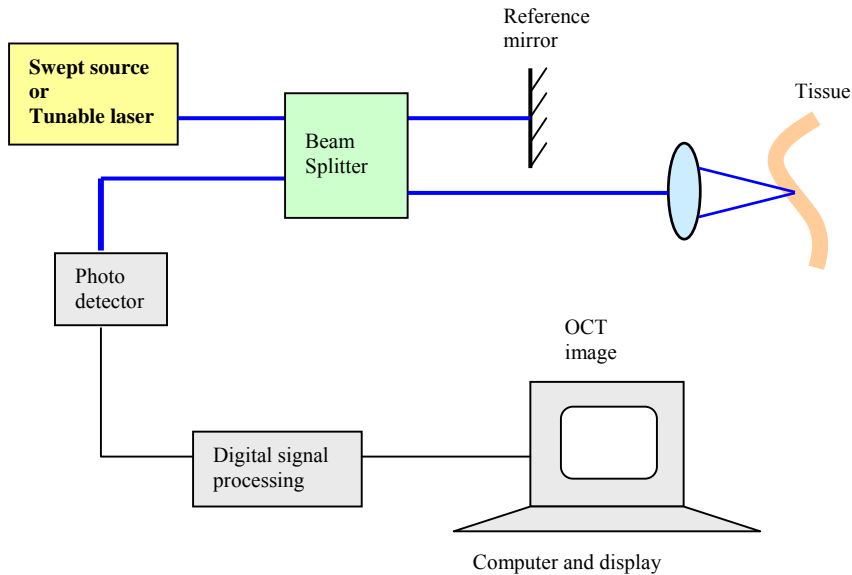 Reference
mirror
Swept source
or
Tunable laser
Tissue
Beam
Splitter
Photo
detector
OCT
image
Digital signal
processing
Computer and display